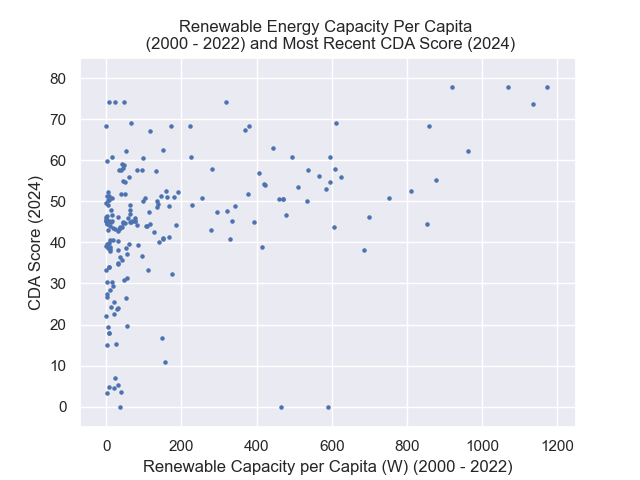 Renewable Energy Capacity Per Capita
(2000 - 2022) and Most Recent CDA Score (2024)
80
70
60
50
40
30
20
10
0
CDA Score (2024)
0 200 400 600 800 1000 1200
Renewable Capacity per Capita (W) (2000 - 2022)